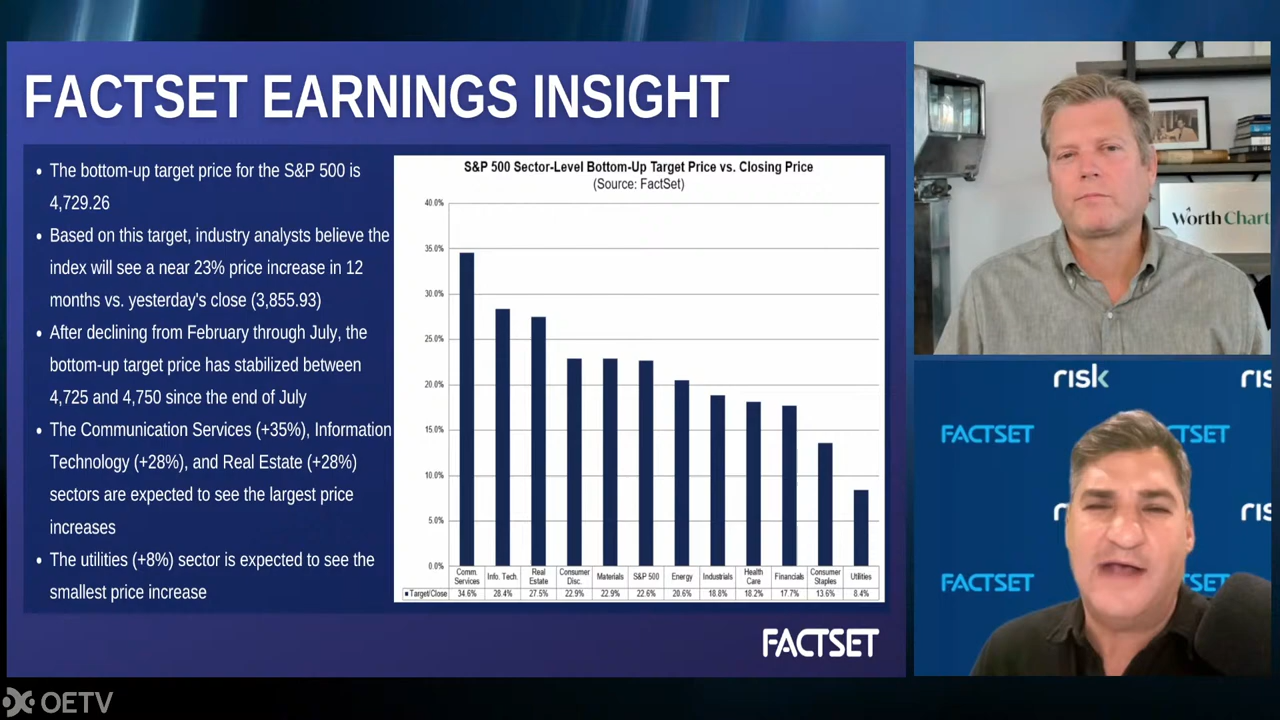 FACTSET EARNINGS INSIGHT
• The bottom-up target price for the S&P 500 is
4,729.26
• Based on this target, industry analysts believe the
index will see a near 23% price increase in 12
months vs. yesterday's close (3,855.93)
• After declining from February through July, the
bottom-up target price has stabilized between
4,725 and 4,750 since the end of July
• The Communication Services (+35%), Information
Technology (+28%), and Real Estate (+28%)
sectors are expected to see the largest price
increases
• The utilities (+8%) sector is expected to see the
smallest price increase
S&P 500 Sector-Level Bottom-Up Target Price vs. Closing Price
(Source: FactSet)
40.0%
35.0%
30.0%
25.0%
20.0%
15.0%
10.0%
5.0%
0.0%
Comm. Services Info. Tech. Real Estate Consumer Disc. Materials S&P 500 Energy Industrials Health Care Financials Consumer Staples Utilities
Target/Close 34.6% 28.4% 27.5% 22.9% 22.9% 22.6% 20.6% 18.8% 18.2% 17.7% 13.6% 8.4%
FACTSET
WorthChart
risk ris
FACTSET CTSET
ris
FACTSET FACTSET
OETV